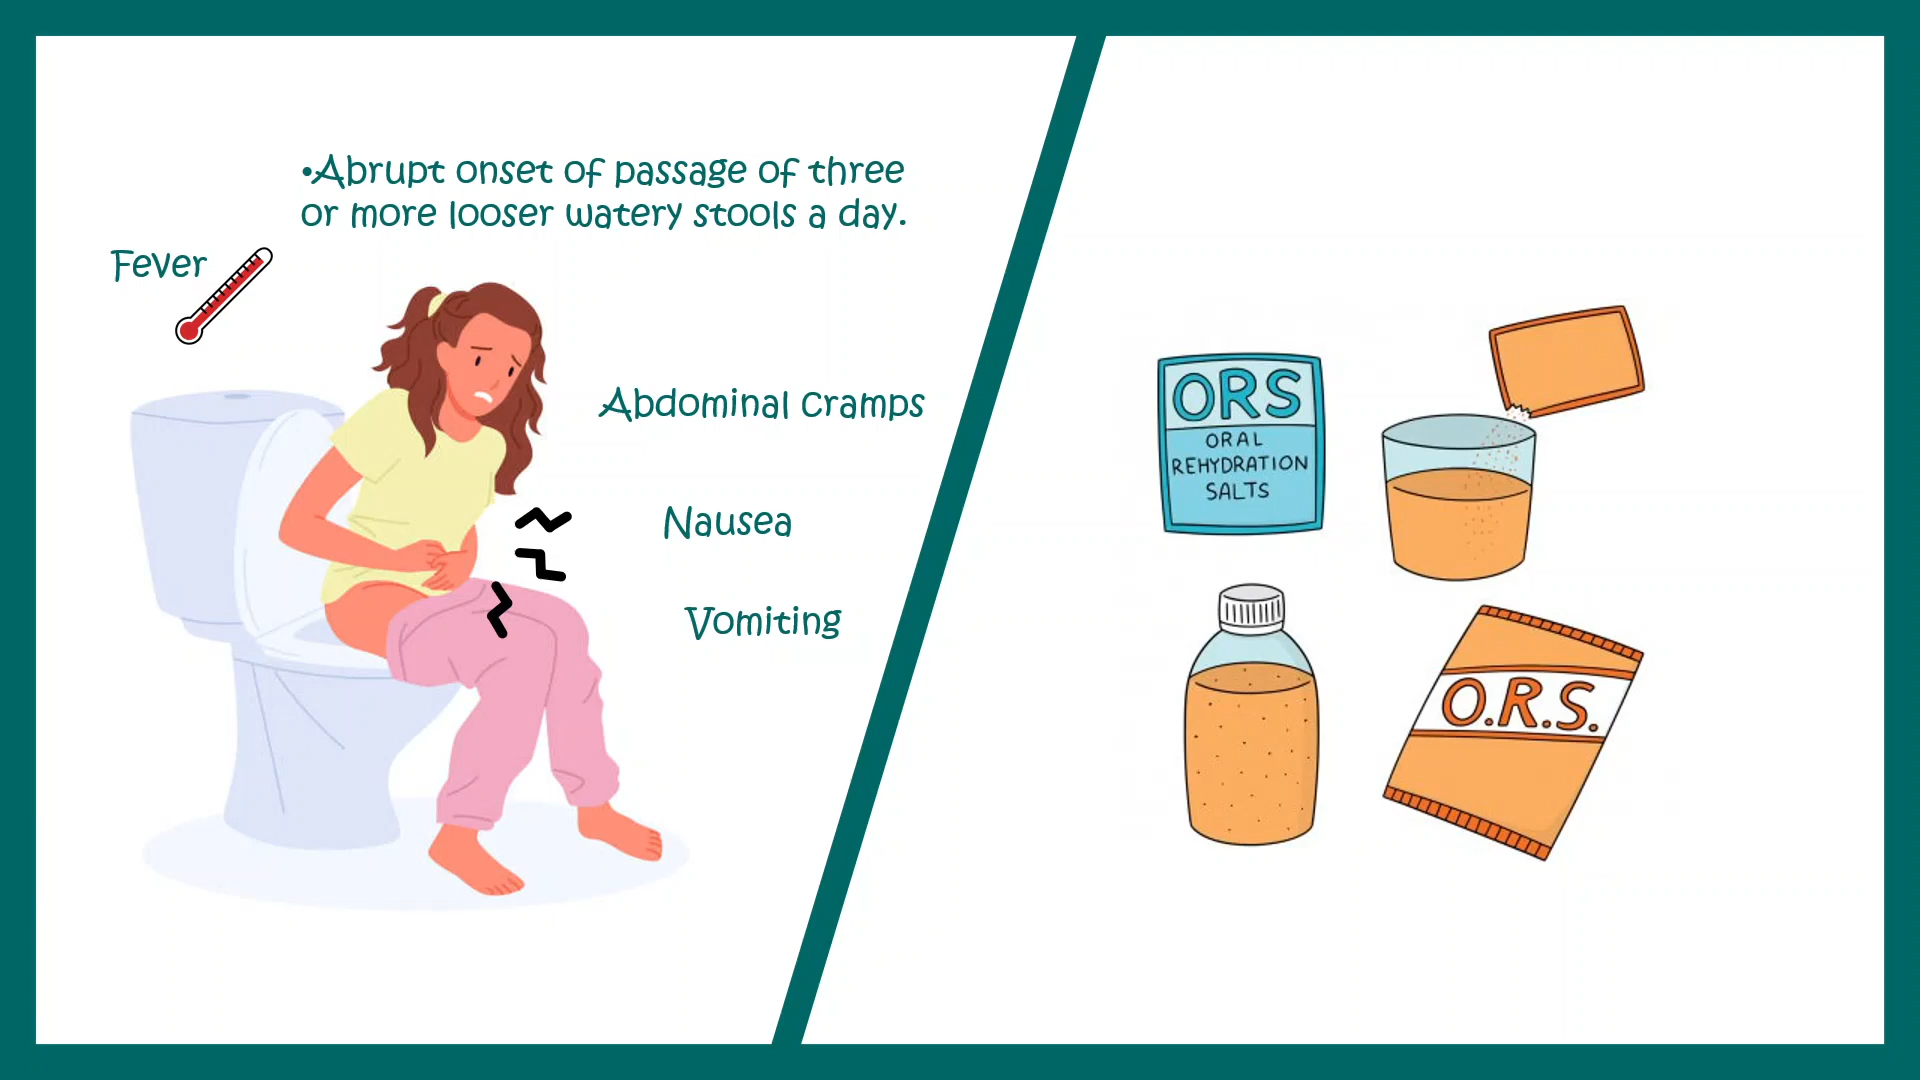 •Abrupt onset of passage of three
or more looser watery stools a day.
Fever
Abdominal cramps
Nausea
Vomiting
ORS
ORAL
REHYDRATION
SALTS
O.R.S.